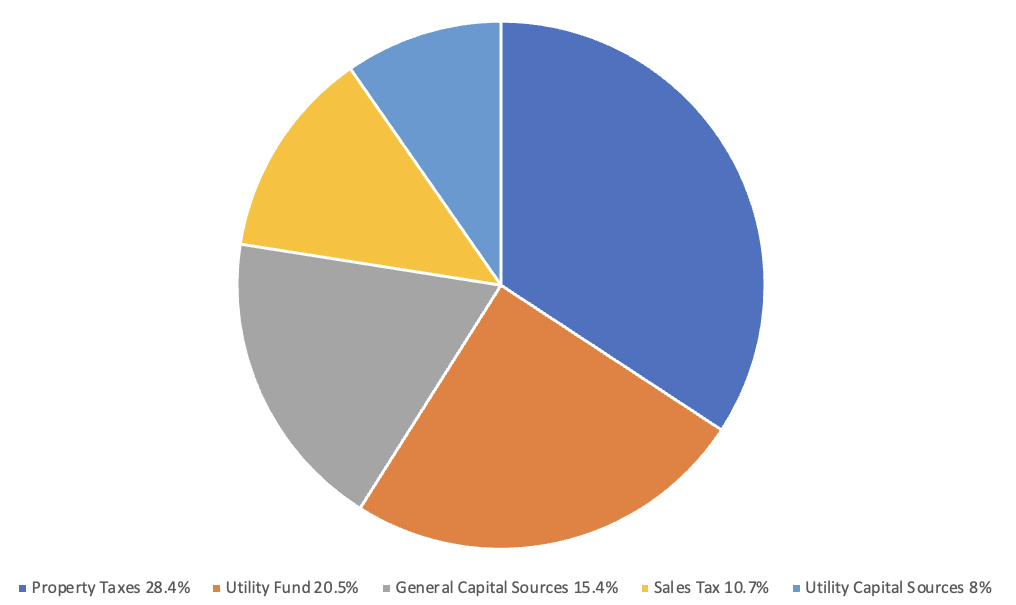 Property Taxes 28.4% Utility Fund 20.5% General Capital Sources 15.4% Sales Tax 10.7% Utility Capital Sources 8%